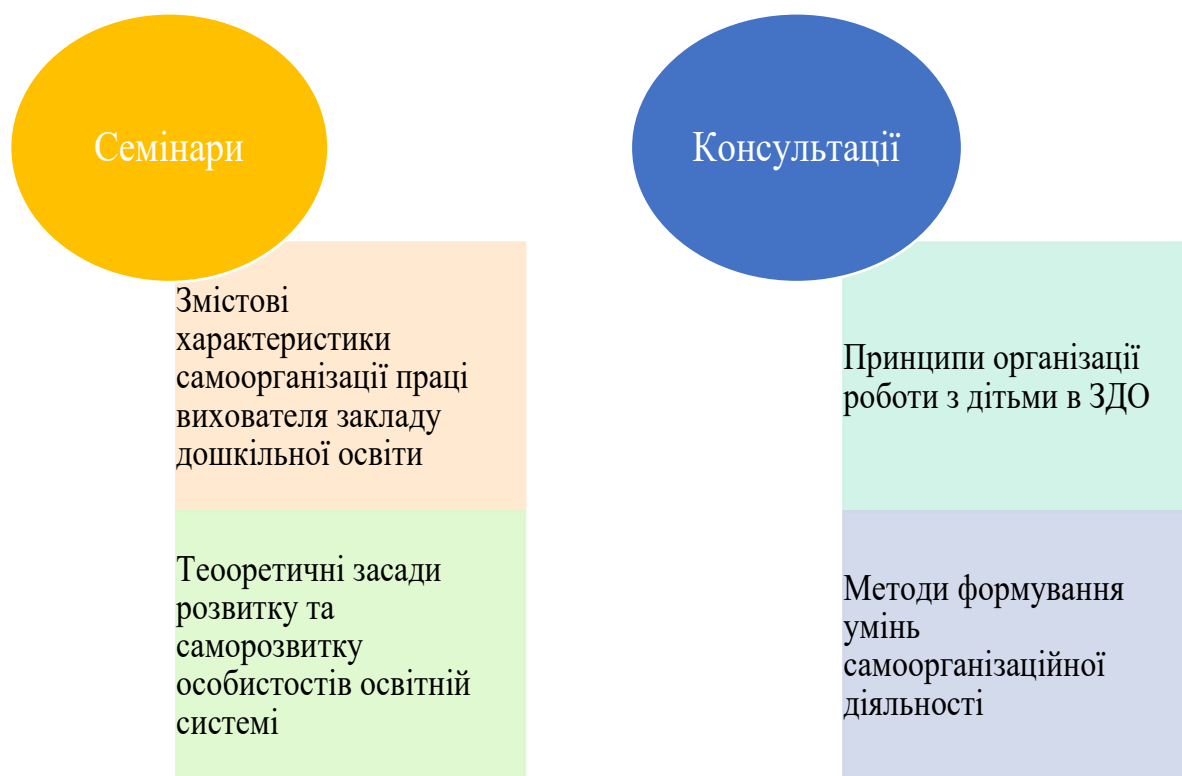 Семінари
Змістові
характеристики
самоорганізації праці
вихователя закладу
дошкільної освіти
Теооретичні засади
розвитку та
саморозвитку
особистостів освітній
системі
Консультації
Принципи організації
роботи з дітьми в ЗДО
Методи формування
умінь
самоорганізаційної
діяльності